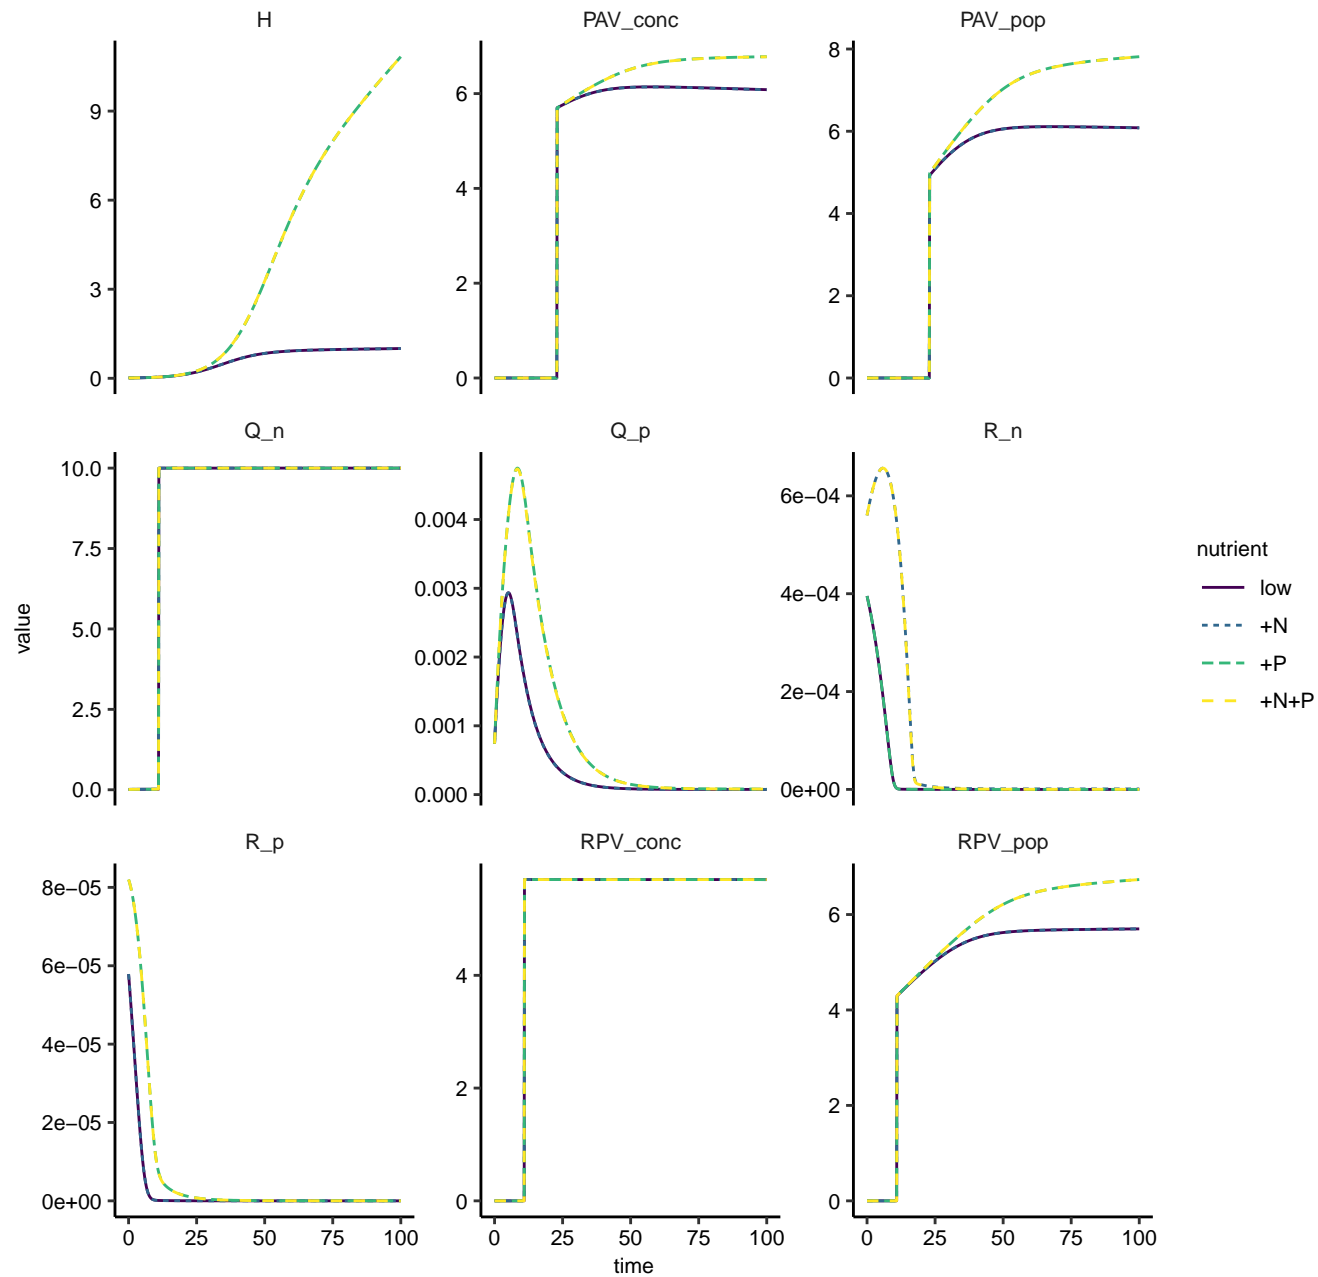 H
PAV_conc
PAV_pop
9
6
3
0
6
4
2
0
8
6
4
2
0
Q_n
Q_p
R_n
10.0
7.5
5.0
2.5
0.0
0.004
0.003
0.002
0.001
0.000
6e−04
4e−04
2e−04
0e+00
R_p
RPV_conc
RPV_pop
8e−05
6e−05
4e−05
2e−05
0e+00
4
2
0
6
4
2
0
0 25 50 75 100
0 25 50 75 100
0 25 50 75 100
time
value
nutrient
low
+N
+P
+N+P